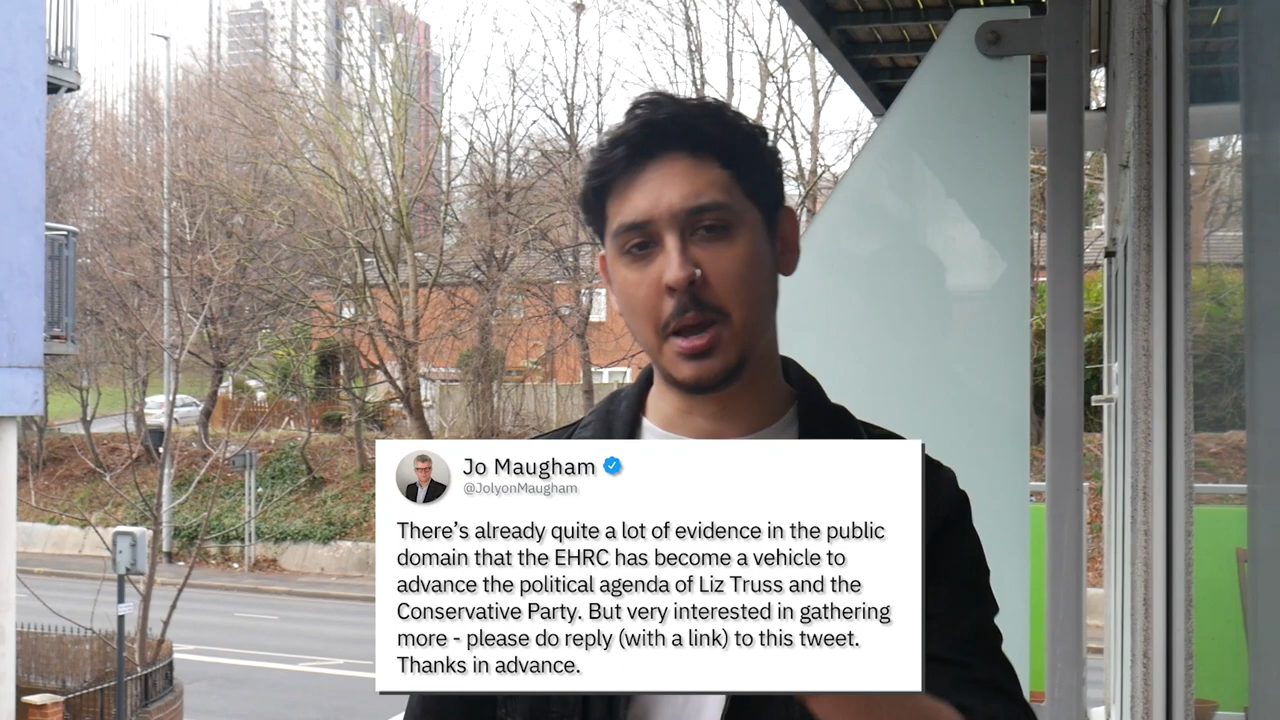 Jo Maugham
@JolyonMaugham
There's already quite a lot of evidence in the public
domain that the EHRC has become a vehicle to
advance the political agenda of Liz Truss and the
Conservative Party. But very interested in gathering
more - please do reply (with a link) to this tweet.
Thanks in advance.